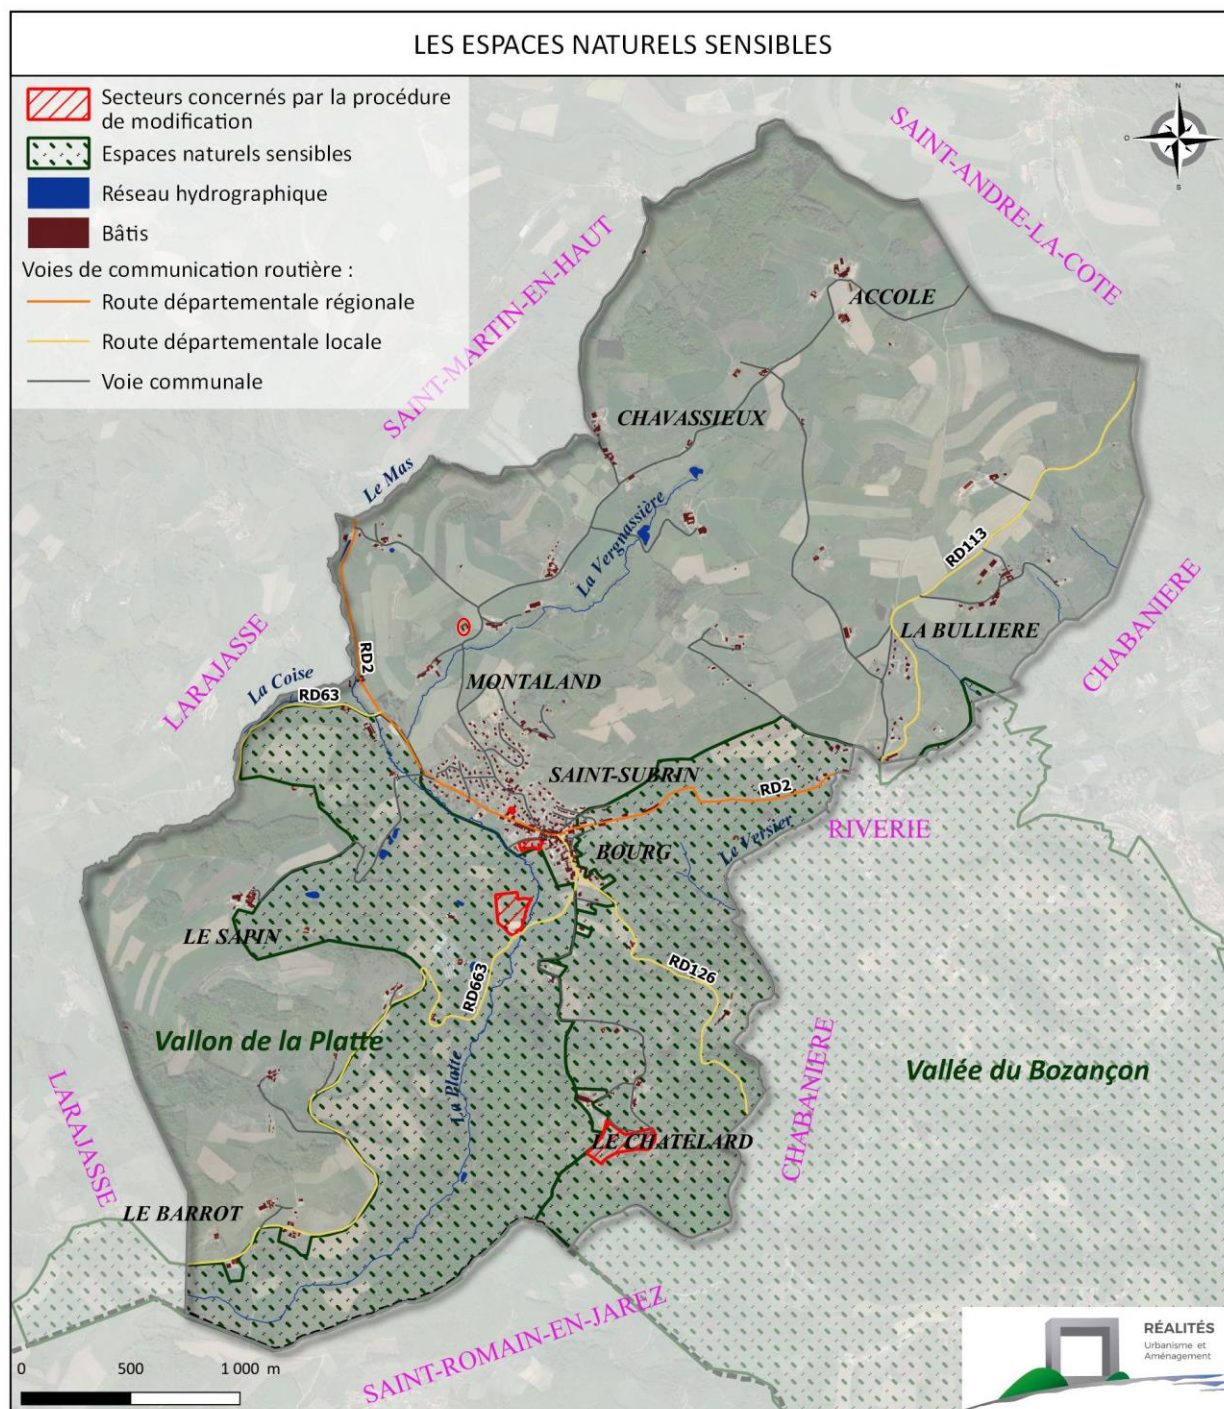 LES ESPACES NATURELS SENSIBLES
Secteurs concernés par la procédure
de modification
Espaces naturels sensibles
Réseau hydrographique
Bâtis
Voies de communication routière :
Route départementale régionale
Route départementale locale
Voie communale
N
O
S
SAINT-ANDRE-LA-COTE
SAINT-MARTIN-EN-HAUT
ACCOLE
CHAVASSIEUX
Le Mas
La Vergnassière
RD113
CHABANIERE
LARAJASSE
RD2
LA BULLIERE
La Coise
RD63
MONTALAND
SAINT-SUBRIN
RD2
RIVERIE
Le Versier
BOURG
LE SAPIN
RD663
RD126
Vallon de la Platte
La Platte
Vallée du Bozançon
CHABANIERE
LARAJASSE
LE CHATELARD
LE BARROT
SAINT-ROMAIN-EN-JAREZ
0 500 1 000 m
RÉALITÉS
Urbanisme et
Aménagement